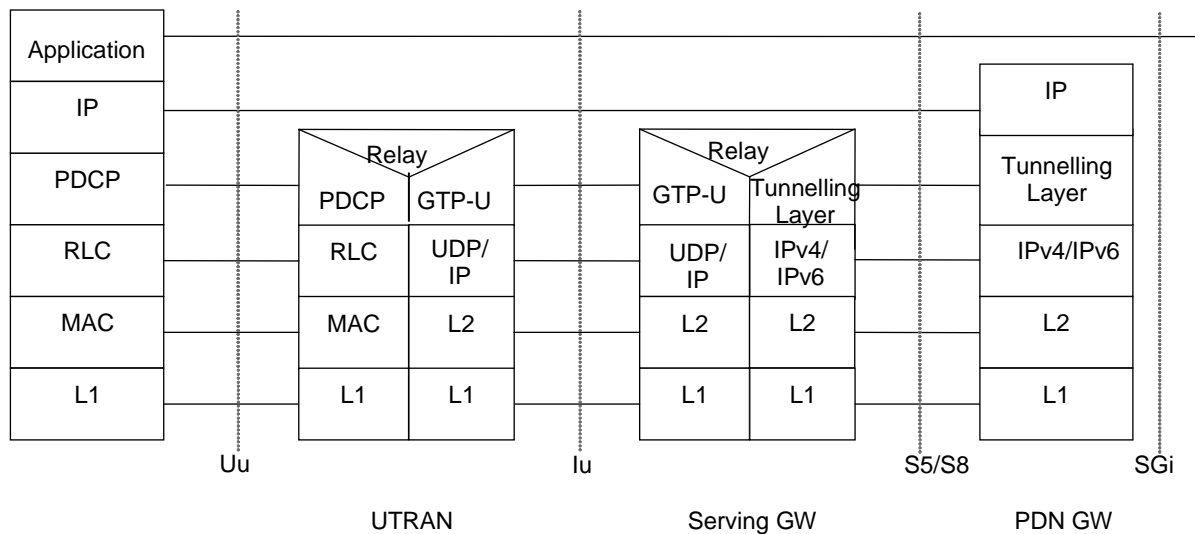 Application
IP
PDCP
RLC
MAC
L1
Relay
PDCP
GTP-U
RLC
UDP/
IP
MAC
L2
L1
L1
Relay
GTP-U
Tunnelling
Layer
UDP/
IP
IPv4/
IPv6
L2
L2
L1
L1
IP
Tunnelling
Layer
IPv4/IPv6
L2
L1
Uu
Iu
S5/S8
SGi
UTRAN
Serving GW
PDN GW